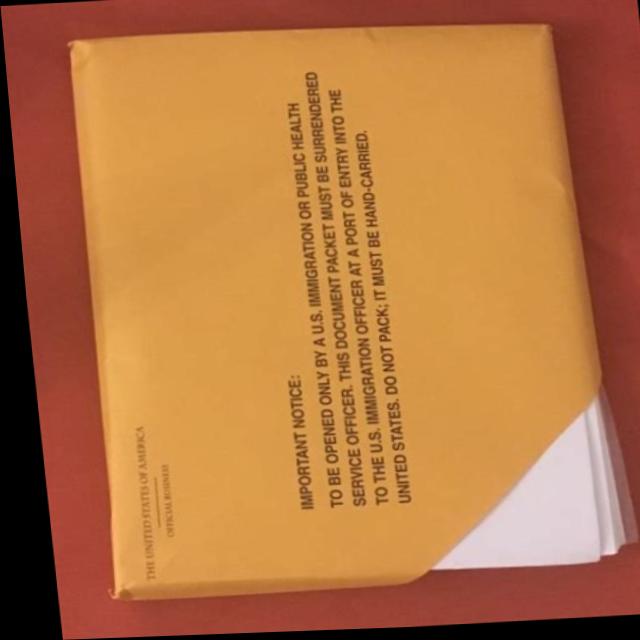 THE UNITED STATES OF AMERICA
OFFICIAL BUSINESS
IMPORTANT NOTICE:
TO BE OPENED ONLY BY A U.S. IMMIGRATION OR PUBLIC HEALTH
SERVICE OFFICER. THIS DOCUMENT PACKET MUST BE SURRENDERED
TO THE U.S. IMMIGRATION OFFICER AT A PORT OF ENTRY INTO THE
UNITED STATES. DO NOT PACK; IT MUST BE HAND-CARRIED.